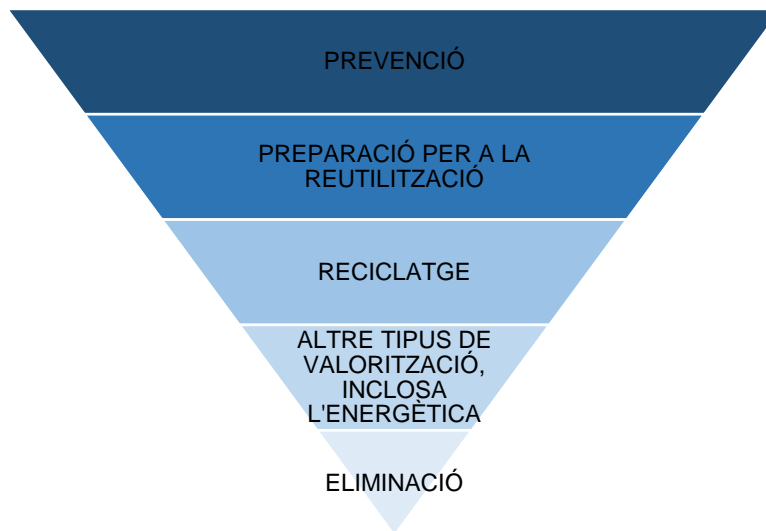 PREVENCIÓ
PREPARACIÓ PER A LA
REUTILITZACIÓ
RECICLATGE
ALTRE TIPUS DE
VALORITZACIÓ,
INCLOSA
L'ENERGÈTICA
ELIMINACIÓ